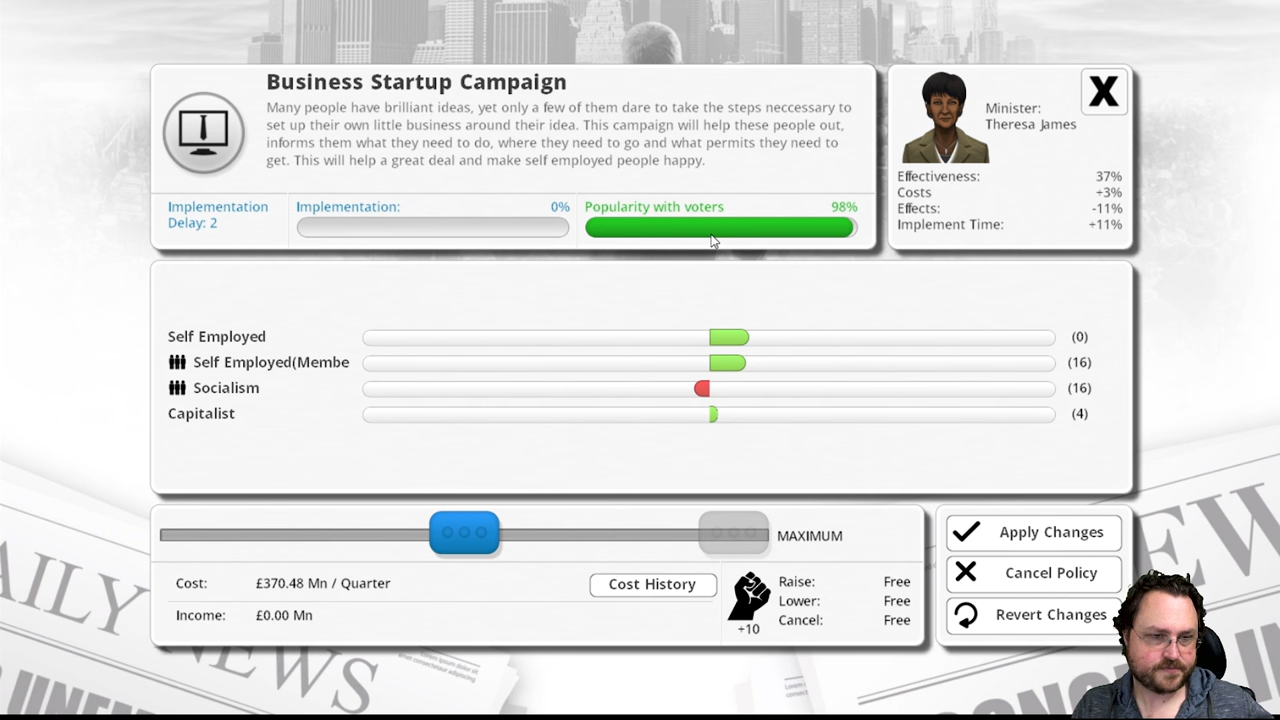 Business Startup Campaign
Many people have brilliant ideas, yet only a few of them dare to take the steps neccessary to
set up their own little business around their idea. This campaign will help these people out,
informs them what they need to do, where they need to go and what permits they need to
get. This will help a great deal and make self employed people happy.
Implementation
Delay: 2
Implementation: 0%
Popularity with voters 98%
Minister:
Theresa James
X
Effectiveness: 37%
Costs +3%
Effects: -11%
Implement Time: +11%
Self Employed (0)
Self Employed(Membe (16)
Socialism (16)
Capitalist (4)
MAXIMUM
Cost: £370.48 Mn / Quarter
Income: £0.00 Mn
Cost History
+10
Raise: Free
Lower: Free
Cancel: Free
Apply Changes
Cancel Policy
Revert Changes
AILY NEWS
NEW